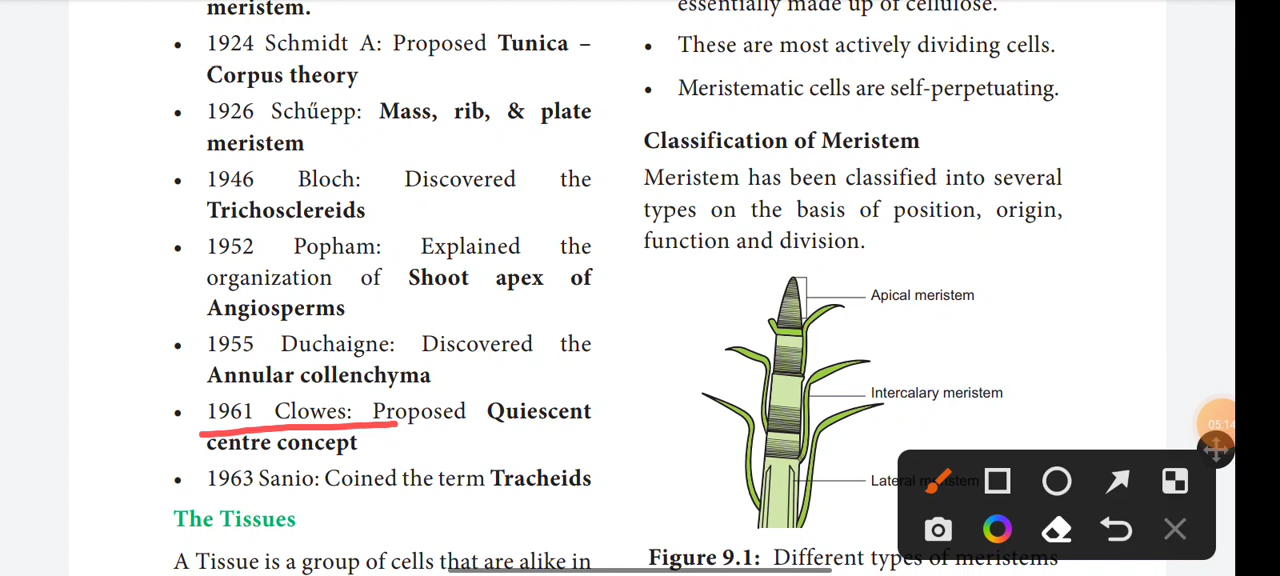 meristem.
• 1924 Schmidt A: Proposed Tunica –
Corpus theory
• 1926 Schűepp: Mass, rib, & plate
meristem
• 1946 Bloch: Discovered the
Trichosclereids
• 1952 Popham: Explained the
organization of Shoot apex of
Angiosperms
• 1955 Duchaigne: Discovered the
Annular collenchyma
• 1961 Clowes: Proposed Quiescent
centre concept
• 1963 Sanio: Coined the term Tracheids
The Tissues
A Tissue is a group of cells that are alike in
essentially made up of cellulose.
• These are most actively dividing cells.
• Meristematic cells are self-perpetuating.
Classification of Meristem
Meristem has been classified into several
types on the basis of position, origin,
function and division.
Apical meristem
Intercalary meristem
Lateral meristem
Figure 9.1: Different types of meristems
05:14